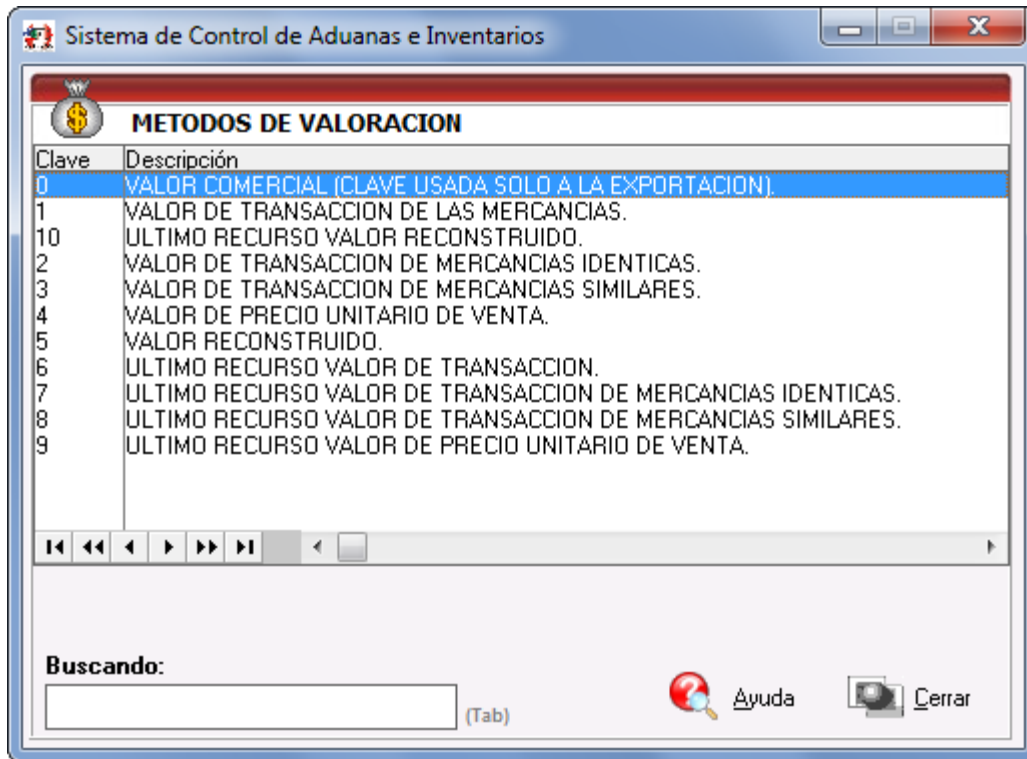 Sistema de Control de Aduanas e Inventarios
METODOS DE VALORACION
Clave Descripción
0 VALOR COMERCIAL (CLAVE USADA SOLO A LA EXPORTACION).
1 VALOR DE TRANSACCION DE LAS MERCANCIAS.
10 ULTIMO RECURSO VALOR RECONSTRUIDO.
2 VALOR DE TRANSACCION DE MERCANCIAS IDENTICAS.
3 VALOR DE TRANSACCION DE MERCANCIAS SIMILARES.
4 VALOR DE PRECIO UNITARIO DE VENTA.
5 VALOR RECONSTRUIDO.
6 ULTIMO RECURSO VALOR DE TRANSACCION.
7 ULTIMO RECURSO VALOR DE TRANSACCION DE MERCANCIAS IDENTICAS.
8 ULTIMO RECURSO VALOR DE TRANSACCION DE MERCANCIAS SIMILARES.
9 ULTIMO RECURSO VALOR DE PRECIO UNITARIO DE VENTA.
Buscando:
(Tab) Ayuda Cerrar